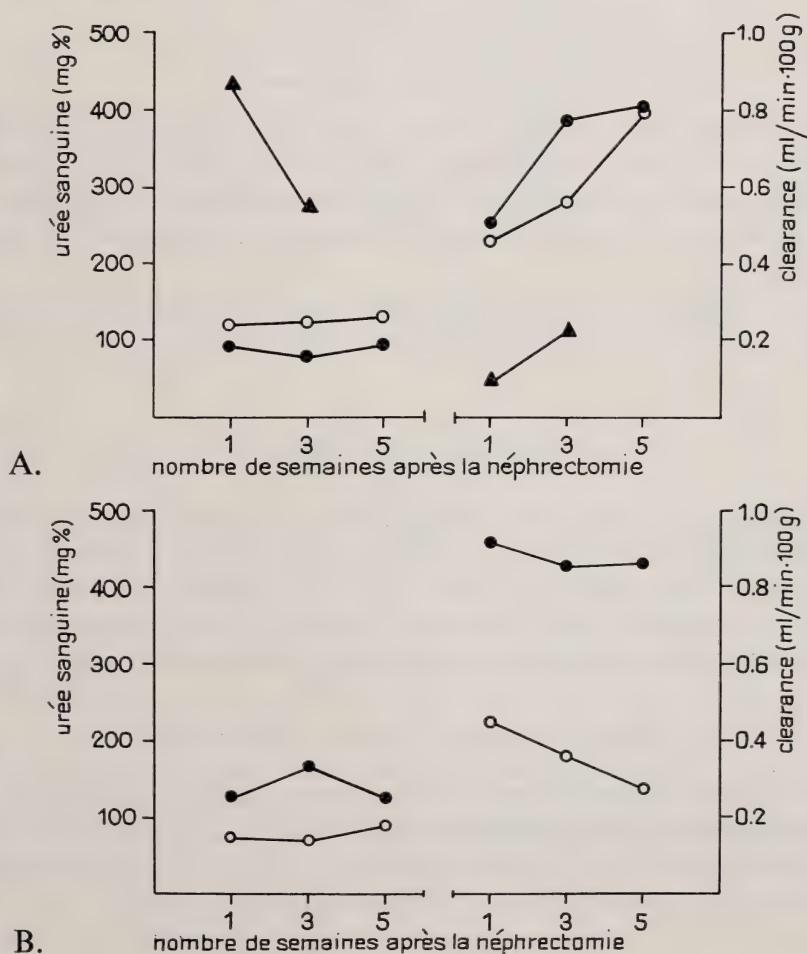 urée sanguine (mg %)
500
400
300
200
100
1 3 5
1.0
0.8
0.6
0.4
0.2
clearance (ml/min·100g)
1 3 5
A.
nombre de semaines après la néphrectomie
urée sanguine (mg %)
500
400
300
200
100
1 3 5
1.0
0.8
0.6
0.4
0.2
clearance (ml/min·100g)
1 3 5
B.
nombre de semaines après la néphrectomie